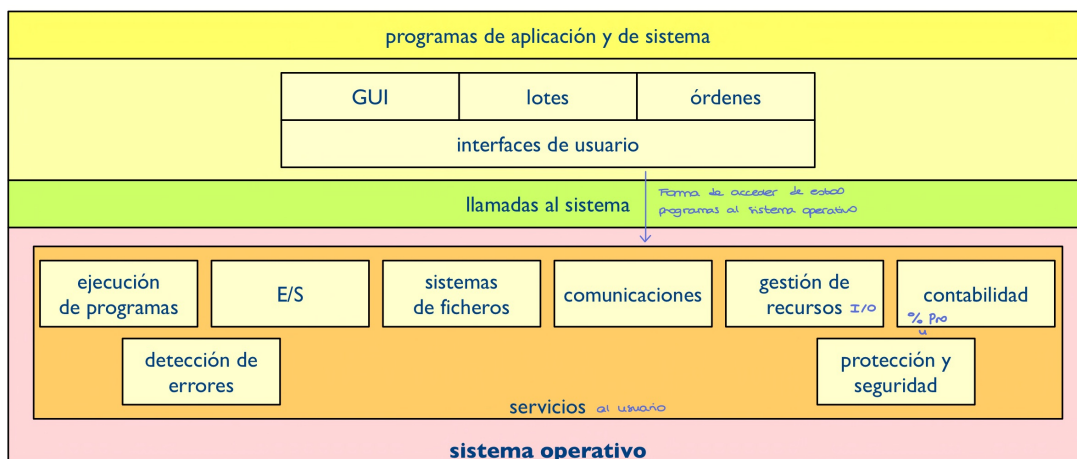 programas de aplicación y de sistema
GUI
lotes
órdenes
interfaces de usuario
llamadas al sistema
Forma de acceder de estos
programas al sistema operativo
ejecución
de programas
E/S
sistemas
de ficheros
comunicaciones
gestión de
recursos I/O
contabilidad
% Pro
u
detección de
errores
protección y
seguridad
servicios al usuario
sistema operativo